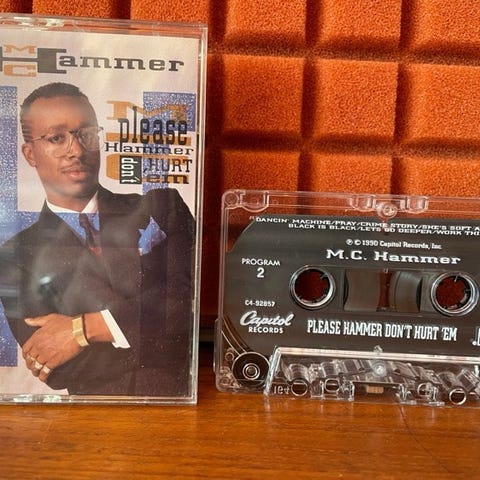 MC Hammer
please
Hammer
don't HURT
'em
DANCIN' MACHINE/PRAY/CRIME STORY/SHE'S SOFT A
BLACK IS BLACK/LET'S GO DEEPER/WORK THI
℗ © 1990 Capitol Records, Inc.
PROGRAM
2
M.C. Hammer
C4-92857
Capitol
RECORDS
PLEASE HAMMER DON'T HURT 'EM